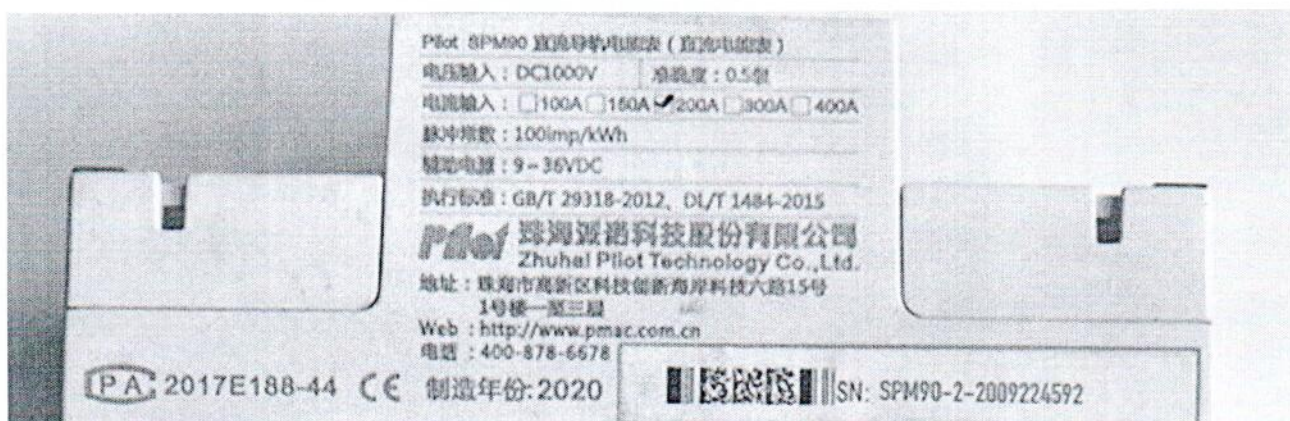 Pilot SPM90 直流导轨电能表 ( 直流电能表 )
电压输入 : DC1000V 准确度 : 0.5级
电流输入 : □100A □150A ✔200A □300A □400A
脉冲常数 : 100imp/kWh
辅助电源 : 9~36VDC
执行标准 : GB/T 29318-2012、DL/T 1484-2015
Pilot 珠海派诺科技股份有限公司
Zhuhai Pilot Technology Co.,Ltd.
地址 : 珠海市高新区科技创新海岸科技六路15号
1号楼一至三层
Web : http://www.pmac.com.cn
电话 : 400-878-6678
PA 2017E188-44 CE 制造年份:2020
SN: SPM90-2-2009224592